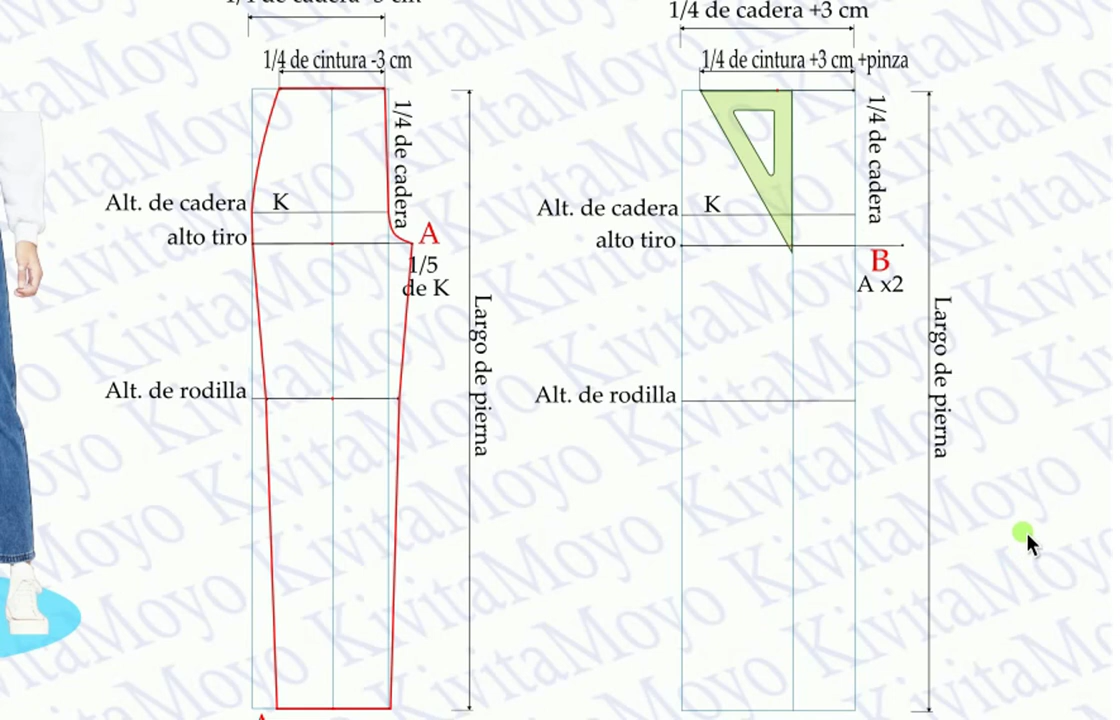 1/4 de cintura -3 cm
1/4 de cadera
Alt. de cadera
K
alto tiro
A
1/5
de K
Alt. de rodilla
Largo de pierna
1/4 de cadera +3 cm
1/4 de cintura +3 cm +pinza
1/4 de cadera
Alt. de cadera
K
alto tiro
B
A x2
Alt. de rodilla
Largo de pierna
KivitaMoyo